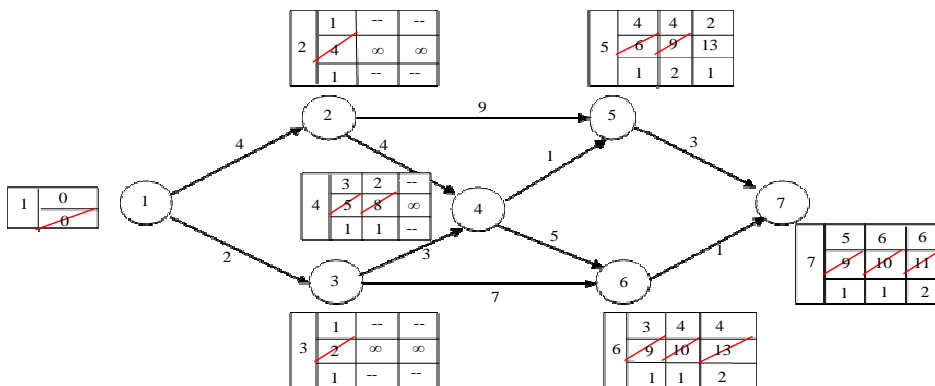 1 -- --
2 4 ∞ ∞
1 -- --
4 4 2
5 6 9 13
1 2 1
2
9
5
4
4
1
3
1 0
0
1
3 2 --
4 5 8 ∞
1 1 --
4
7
2
3
5
1
5 6 6
7 9 10 11
1 1 2
3
7
6
1 -- --
3 2 ∞ ∞
1 -- --
3 4 4
6 9 10 13
1 1 2